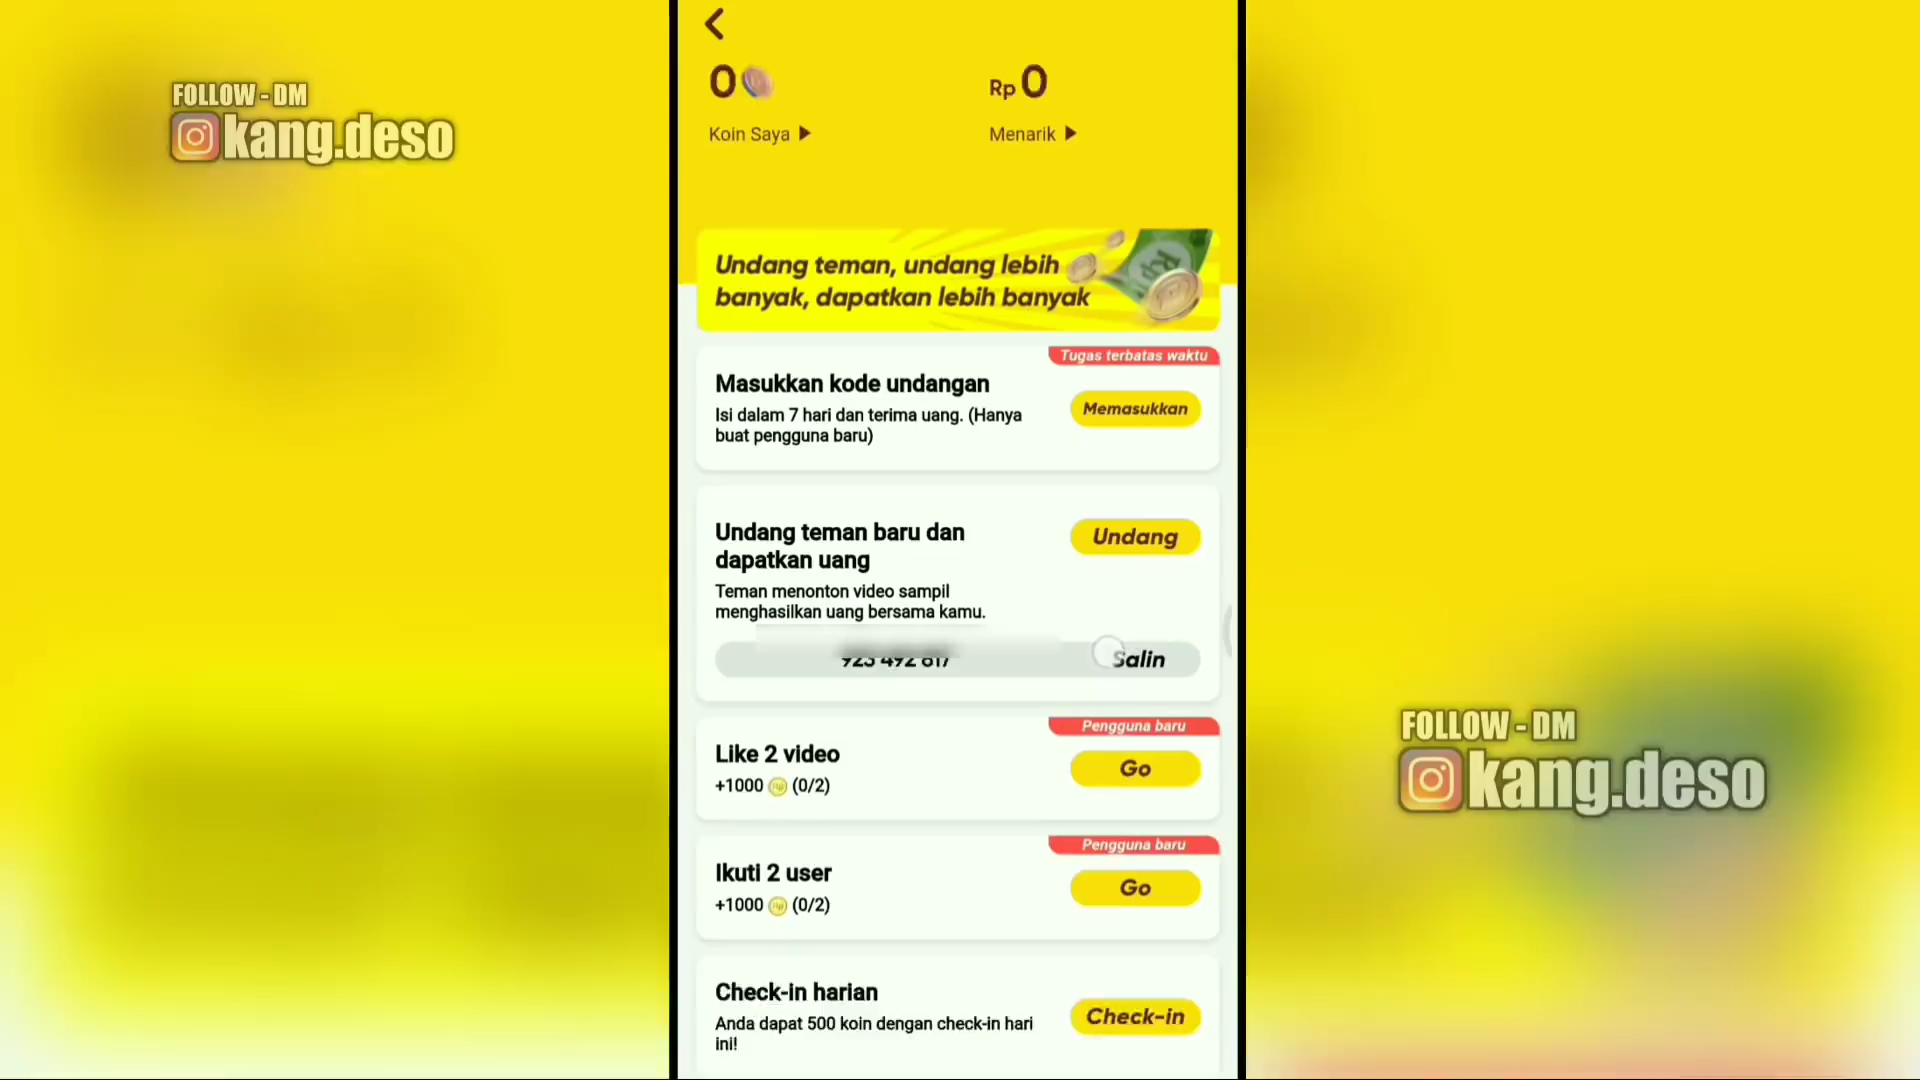 FOLLOW - DM
kang.deso
0
Rp 0
Koin Saya
Menarik
Undang teman, undang lebih
banyak, dapatkan lebih banyak
Tugas terbatas waktu
Masukkan kode undangan
Isi dalam 7 hari dan terima uang. (Hanya
buat pengguna baru)
Memasukkan
Undang teman baru dan
dapatkan uang
Undang
Teman menonton video sampil
menghasilkan uang bersama kamu.
Salin
Pengguna baru
Like 2 video
+1000 (0/2)
Go
Pengguna baru
Ikuti 2 user
+1000 (0/2)
Go
Check-in harian
Anda dapat 500 koin dengan check-in hari
ini!
Check-in
FOLLOW - DM
kang.deso